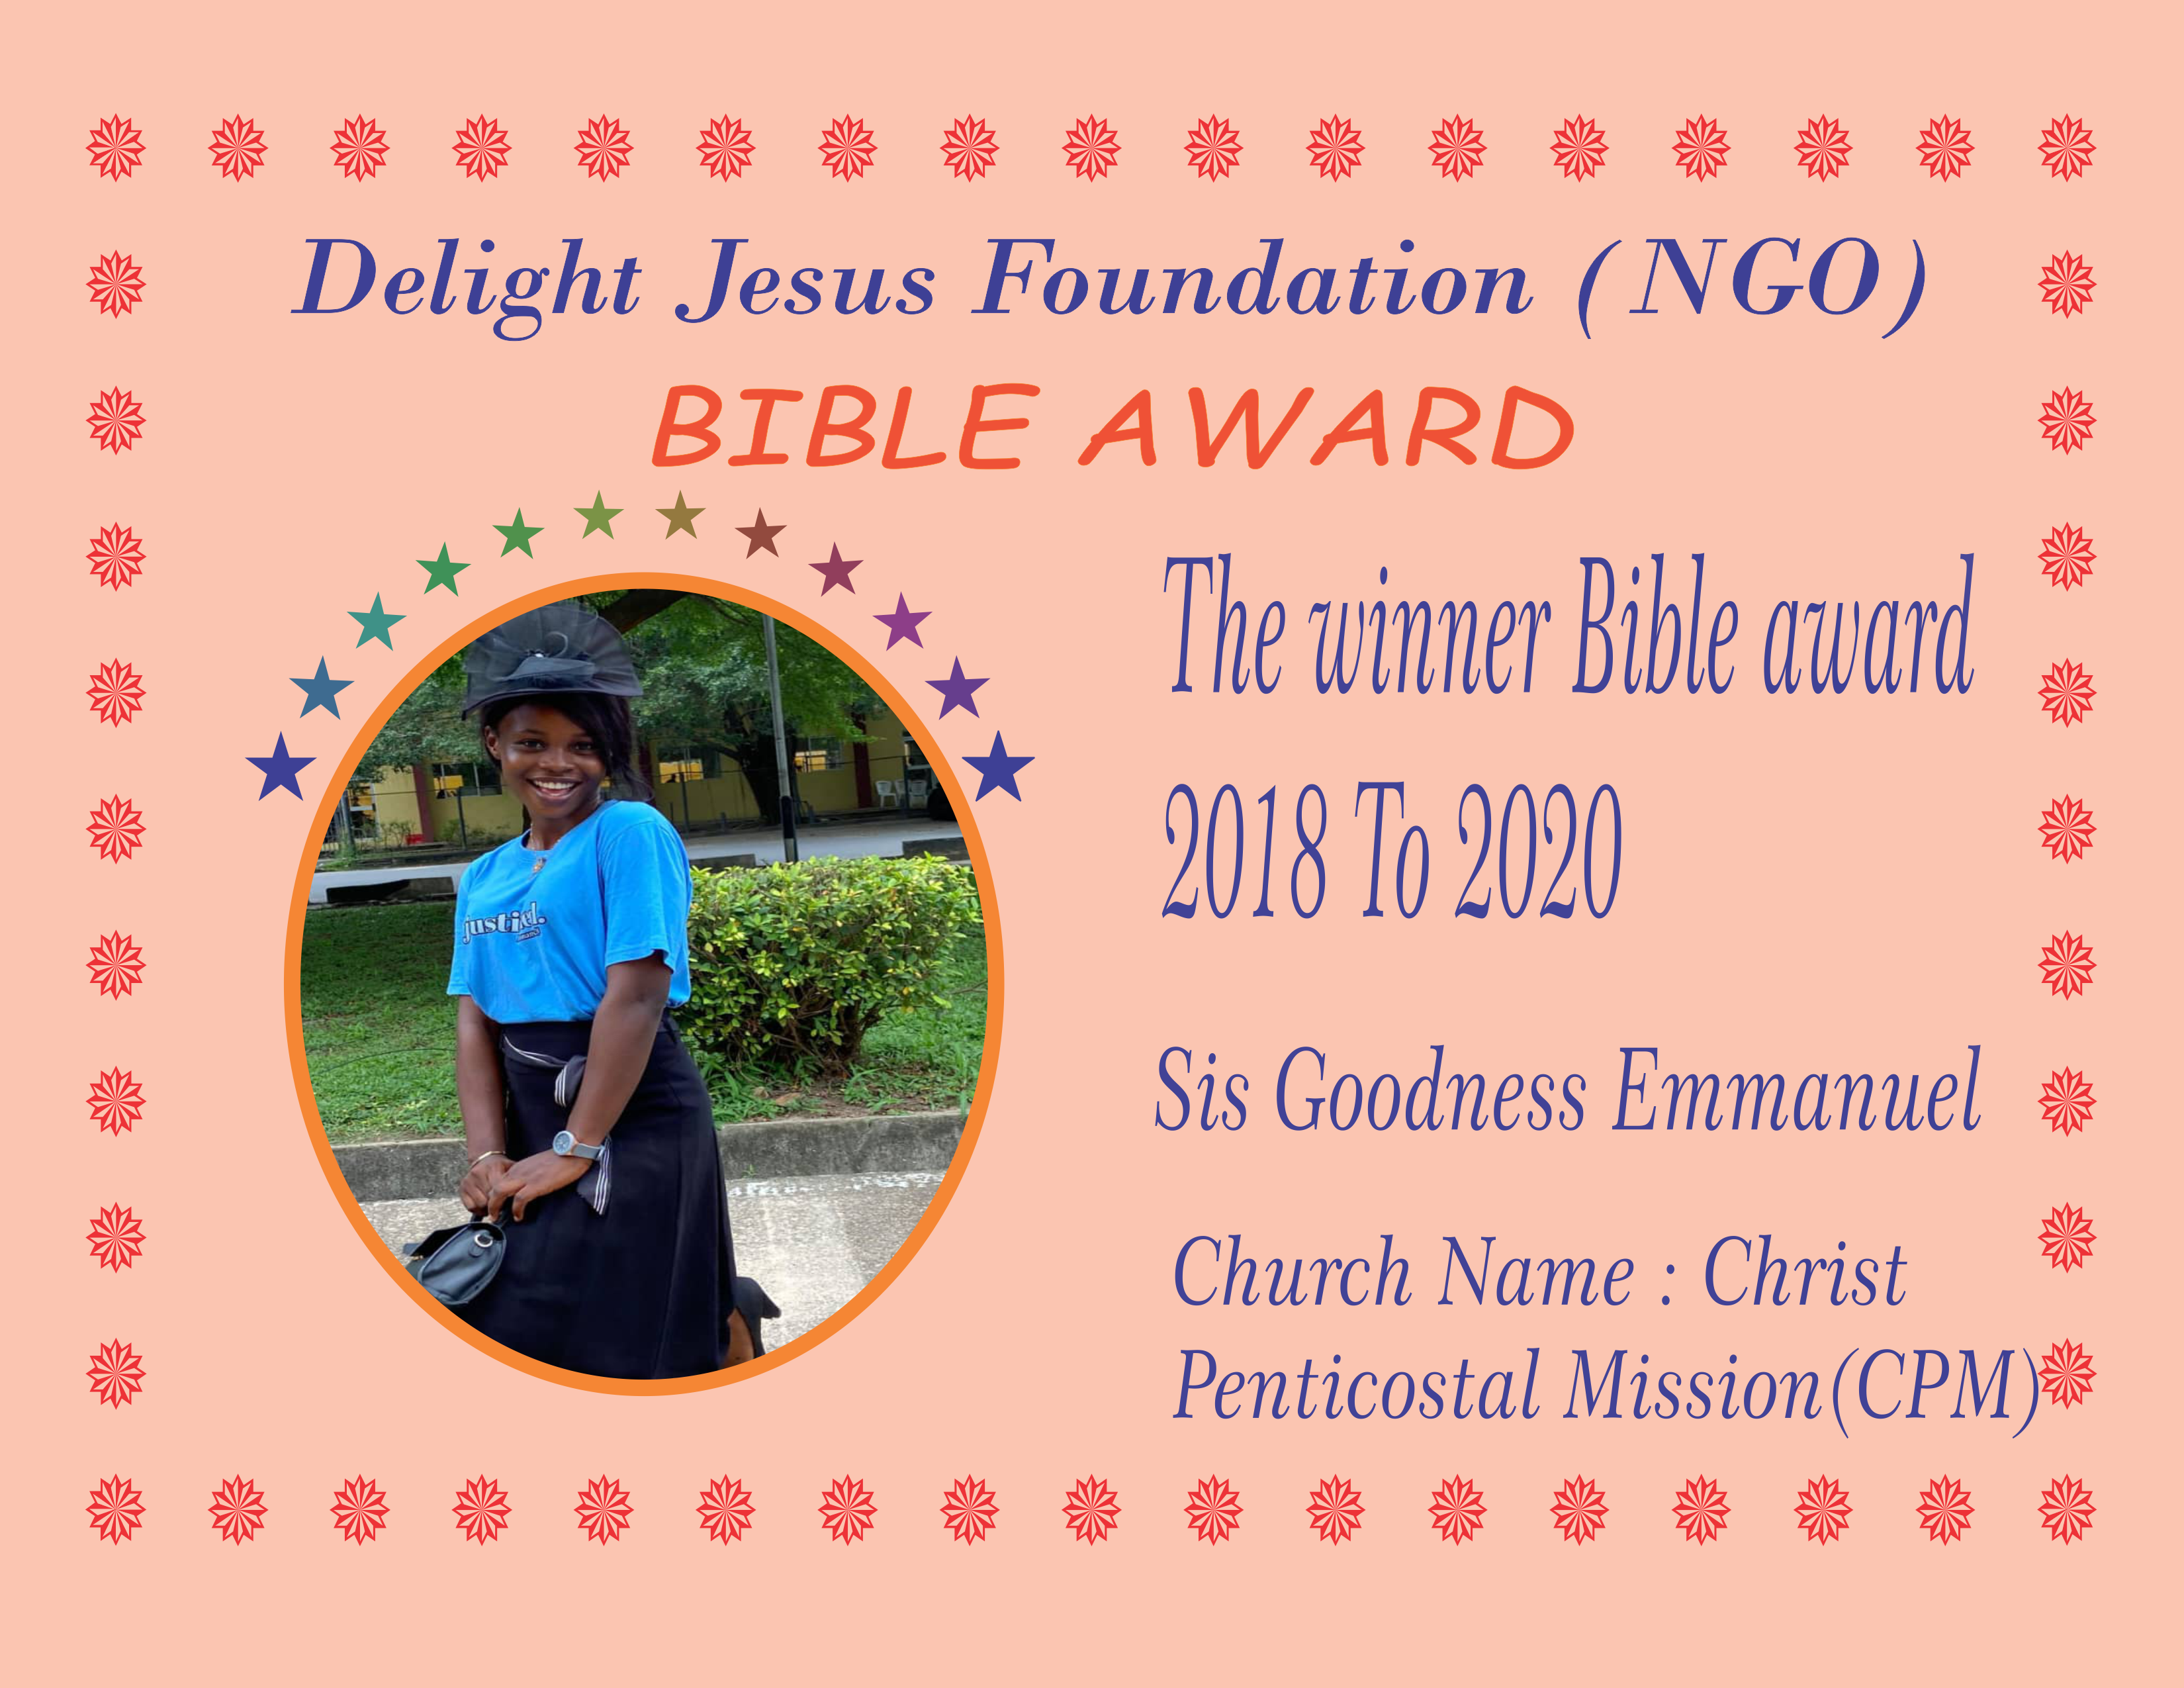 Delight Jesus Foundation (NGO)
BIBLE AWARD
The winner Bible award
2018 To 2020
Sis Goodness Emmanuel
Church Name : Christ
Penticostal Mission(CPM)